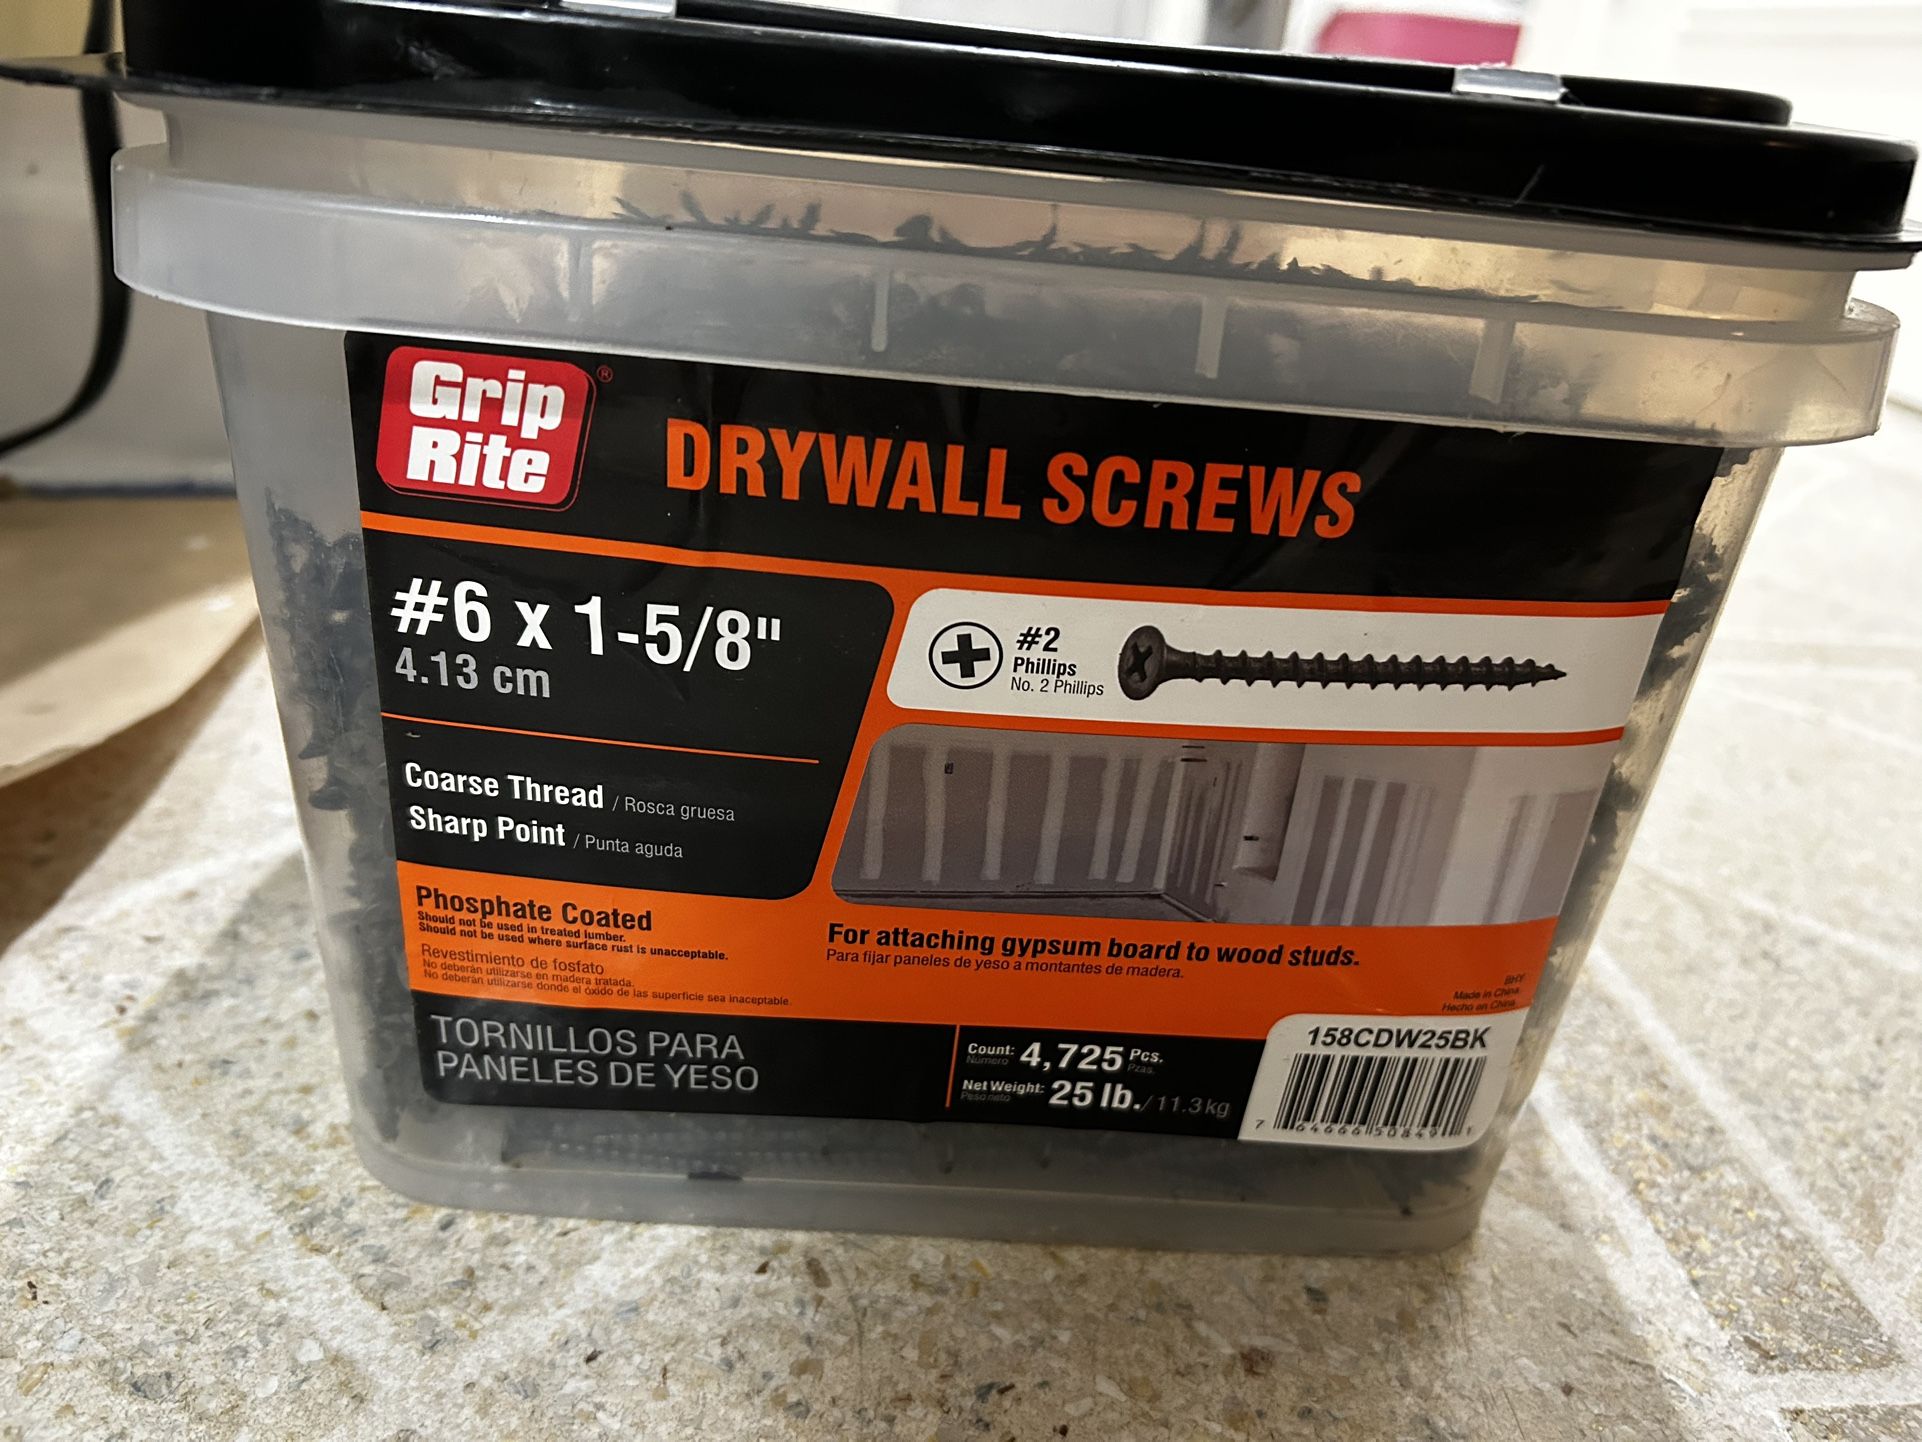 Grip
Rite®
DRYWALL SCREWS
#6 x 1-5/8"
4.13 cm
#2
Phillips
No. 2 Phillips
Coarse Thread / Rosca gruesa
Sharp Point / Punta aguda
Phosphate Coated
Should not be used in treated lumber.
Should not be used where surface rust is unacceptable.
Revestimiento de fosfato
No deberán utilizarse en madera tratada.
No deberán utilizarse donde el óxido de las superficie sea inaceptable.
For attaching gypsum board to wood studs.
Para fijar paneles de yeso a montantes de madera.
BHY
Made in China
Hecho en China
TORNILLOS PARA
PANELES DE YESO
Count: 4,725 Pcs.
Número Pzas.
Net Weight: 25 lb. / 11.3 kg
Peso neto
158CDW25BK
7 64666 50849 1